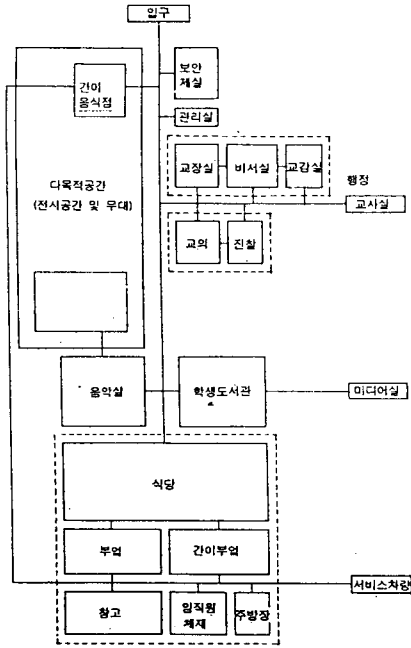 입구
간이
음식점
보안
제실
관리실
교장실
비서실
교감실
행정
교사실
다목적공간
(전시공간 및 무대)
교의
진찰
음악실
학생도서관
미디어실
식당
부엌
간이부엌
서비스차량
창고
임직원
체재
주방장